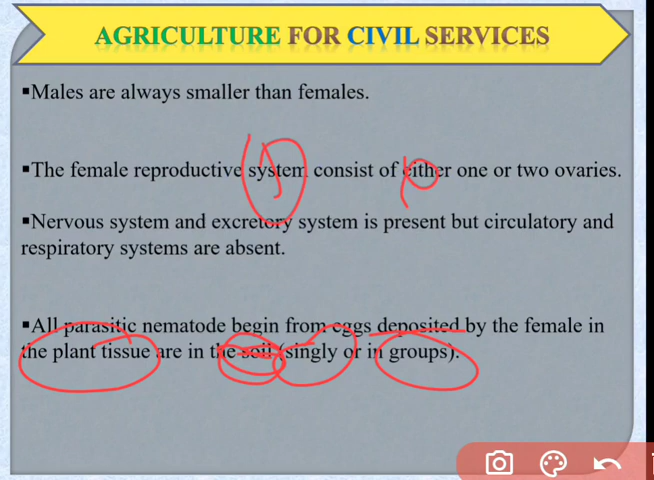 AGRICULTURE FOR CIVIL SERVICES
▪Males are always smaller than females.
▪The female reproductive system consist of either one or two ovaries.
▪Nervous system and excretory system is present but circulatory and
respiratory systems are absent.
▪All parasitic nematode begin from eggs deposited by the female in
the plant tissue are in the soil (singly or in groups).